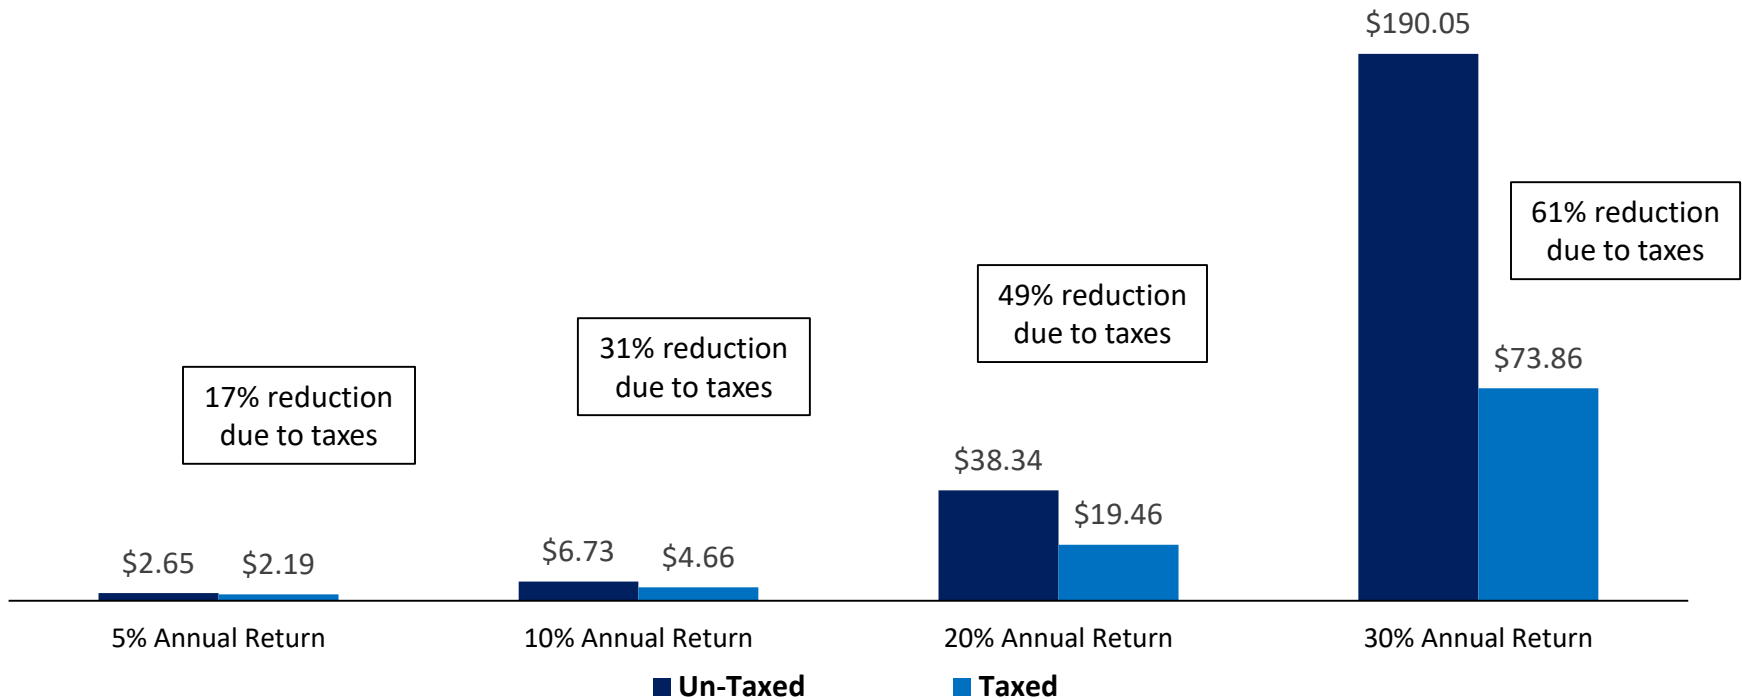 $190.05
61% reduction
due to taxes
49% reduction
due to taxes
31% reduction
due to taxes
$73.86
17% reduction
due to taxes
$38.34
$19.46
$6.73
$4.66
$2.65
$2.19
5% Annual Return
10% Annual Return
20% Annual Return
30% Annual Return
Un-Taxed
Taxed